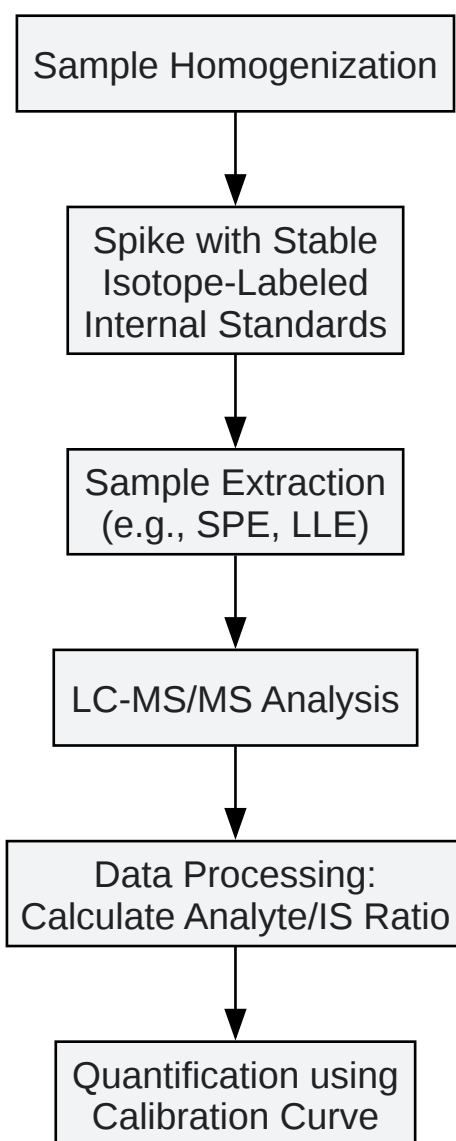 Sample Homogenization
Spike with Stable
Isotope-Labeled
Internal Standards
Sample Extraction
(e.g., SPE, LLE)
LC-MS/MS Analysis
Data Processing:
Calculate Analyte/IS Ratio
Quantification using
Calibration Curve